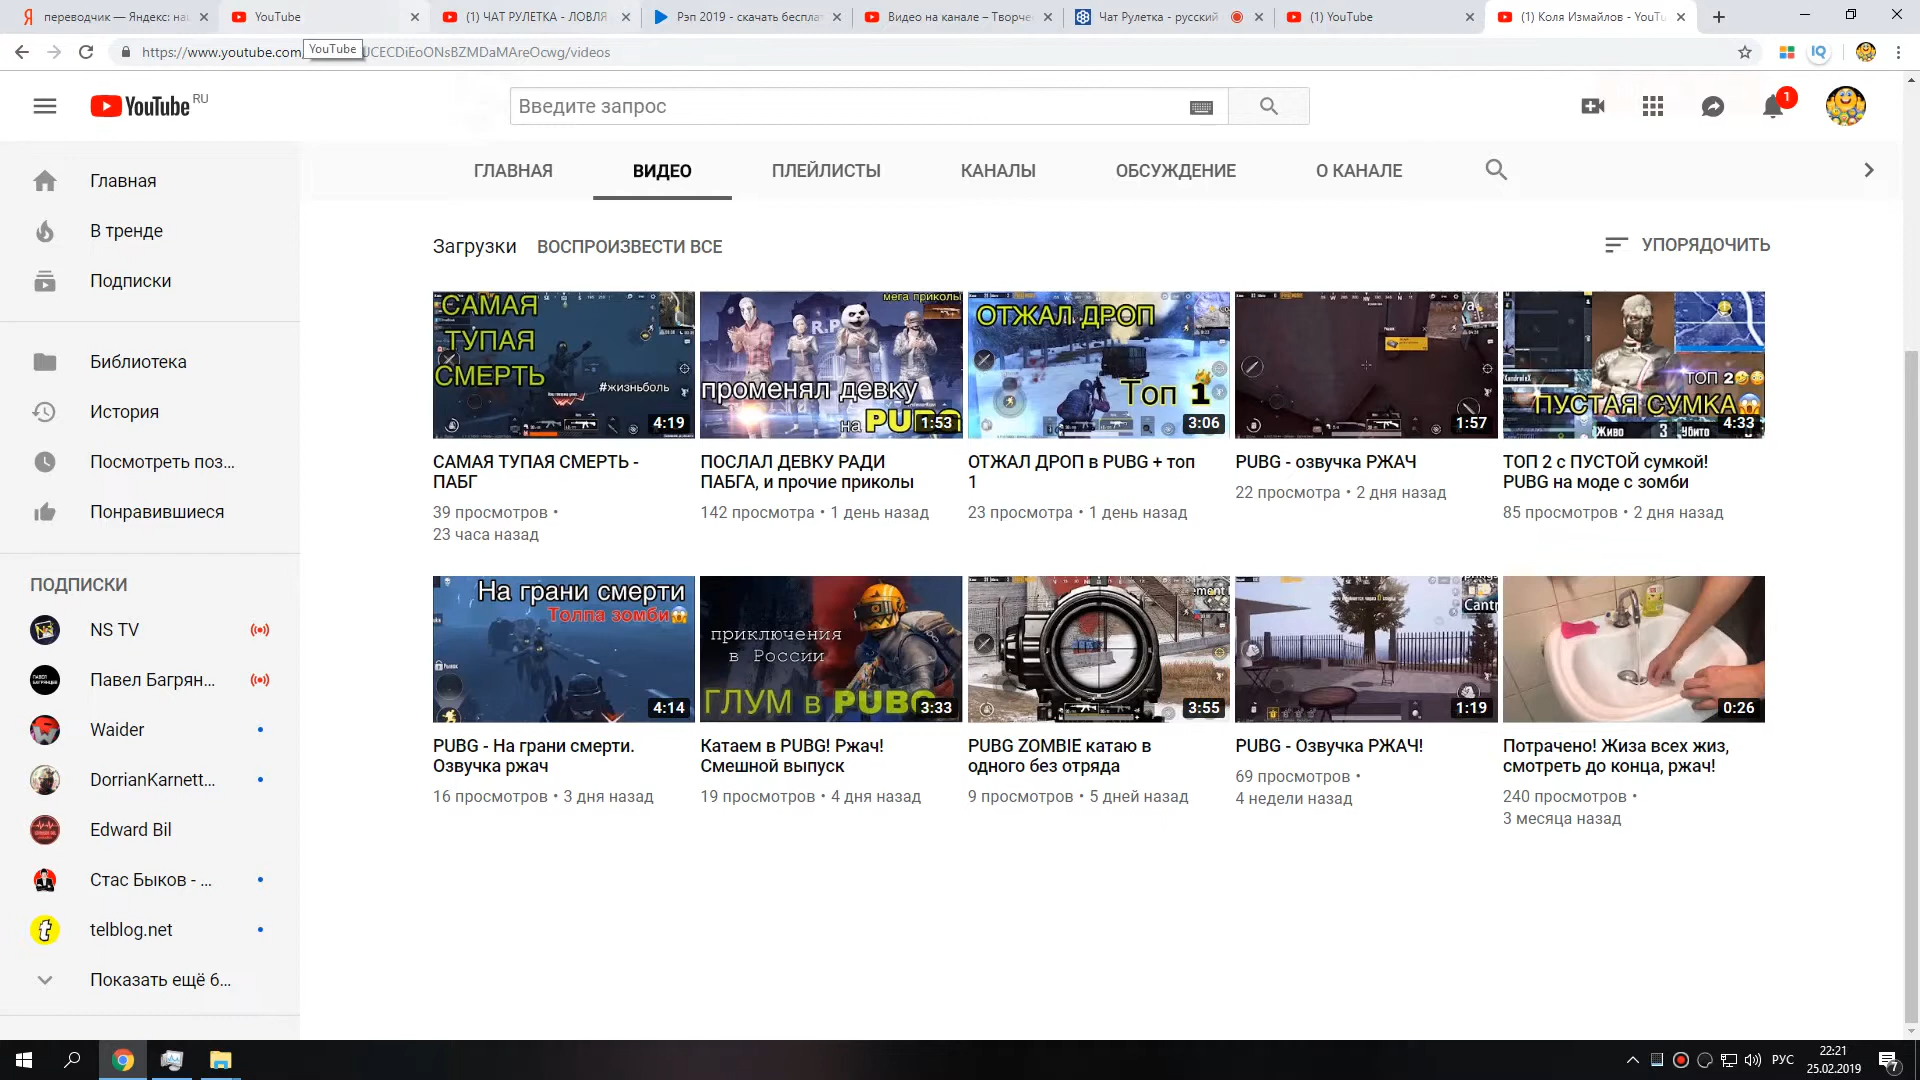 переводчик — Яндекс: на
YouTube
(1) ЧАТ РУЛЕТКА - ЛОВЛЯ
Рэп 2019 - скачать бесплат
Видео на канале – Творче
Чат Рулетка - русский
(1) YouTube
(1) Коля Измайлов - YouTu
https://www.youtube.com
YouTube
JCECDiEoONsBZMDaMAreOcwg/videos
YouTube RU
Введите запрос
1
Главная
В тренде
Подписки
Библиотека
История
Посмотреть поз...
Понравившиеся
ПОДПИСКИ
NS TV
Павел Багрян...
Waider
DorrianKarnett...
Edward Bil
Стас Быков - ...
telblog.net
Показать ещё 6...
ГЛАВНАЯ
ВИДЕО
ПЛЕЙЛИСТЫ
КАНАЛЫ
ОБСУЖДЕНИЕ
О КАНАЛЕ
Загрузки
ВОСПРОИЗВЕСТИ ВСЕ
УПОРЯДОЧИТЬ
САМАЯ
ТУПАЯ
СМЕРТЬ
#жизньболь
4:19
САМАЯ ТУПАЯ СМЕРТЬ -
ПАБГ
39 просмотров •
23 часа назад
мега приколы
R.P
променял девку
на PUBG
1:53
ПОСЛАЛ ДЕВКУ РАДИ
ПАБГА, и прочие приколы
142 просмотра • 1 день назад
ОТЖАЛ ДРОП
Топ 1
3:06
ОТЖАЛ ДРОП в PUBG + топ
1
23 просмотра • 1 день назад
1:57
PUBG - озвучка РЖАЧ
22 просмотра • 2 дня назад
ТОП 2
ПУСТАЯ СУМКА
Живо 3 Убито
4:33
ТОП 2 с ПУСТОЙ сумкой!
PUBG на моде с зомби
85 просмотров • 2 дня назад
На грани смерти
Толпа зомби
4:14
PUBG - На грани смерти.
Озвучка ржач
16 просмотров • 3 дня назад
приключения
в России
ГЛУМ в PUBG
3:33
Катаем в PUBG! Ржач!
Смешной выпуск
19 просмотров • 4 дня назад
3:55
PUBG ZOMBIE катаю в
одного без отряда
9 просмотров • 5 дней назад
Cant
1:19
PUBG - Озвучка РЖАЧ!
69 просмотров •
4 недели назад
0:26
Потрачено! Жиза всех жиз,
смотреть до конца, ржач!
240 просмотров •
3 месяца назад
РУС
22:21
25.02.2019
7